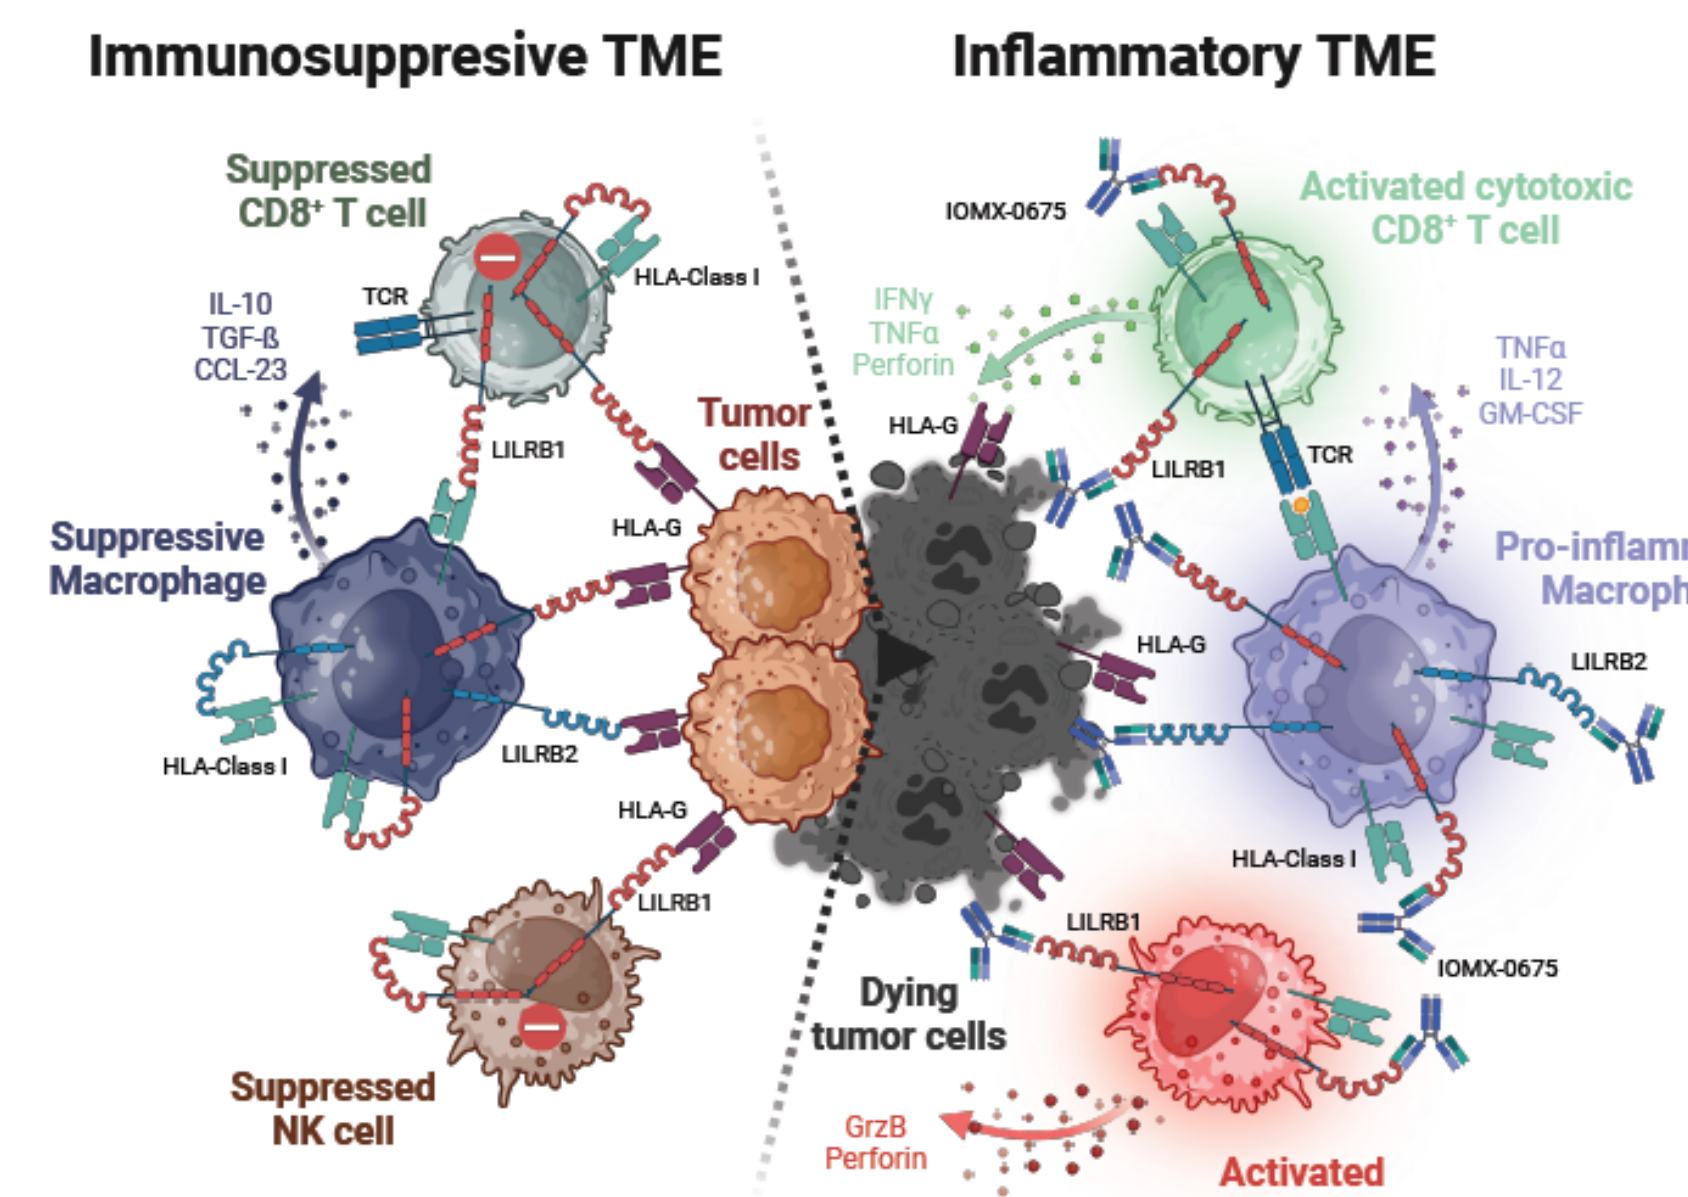 Immunosuppresive TME
Inflammatory TME
Suppressed
CD8⁺ T cell
HLA-Class I
TCR
IL-10
TGF-ß
CCL-23
LILRB1
Tumor
cells
HLA-G
Suppressive
Macrophage
HLA-Class I
LILRB2
HLA-G
LILRB1
Suppressed
NK cell
IOMX-0675
Activated cytotoxic
CD8⁺ T cell
IFNγ
TNFα
Perforin
HLA-G
LILRB1
TCR
TNFα
IL-12
GM-CSF
Pro-inflamm
Macroph
HLA-G
LILRB2
HLA-Class I
IOMX-0675
LILRB1
Dying
tumor cells
GrzB
Perforin
Activated